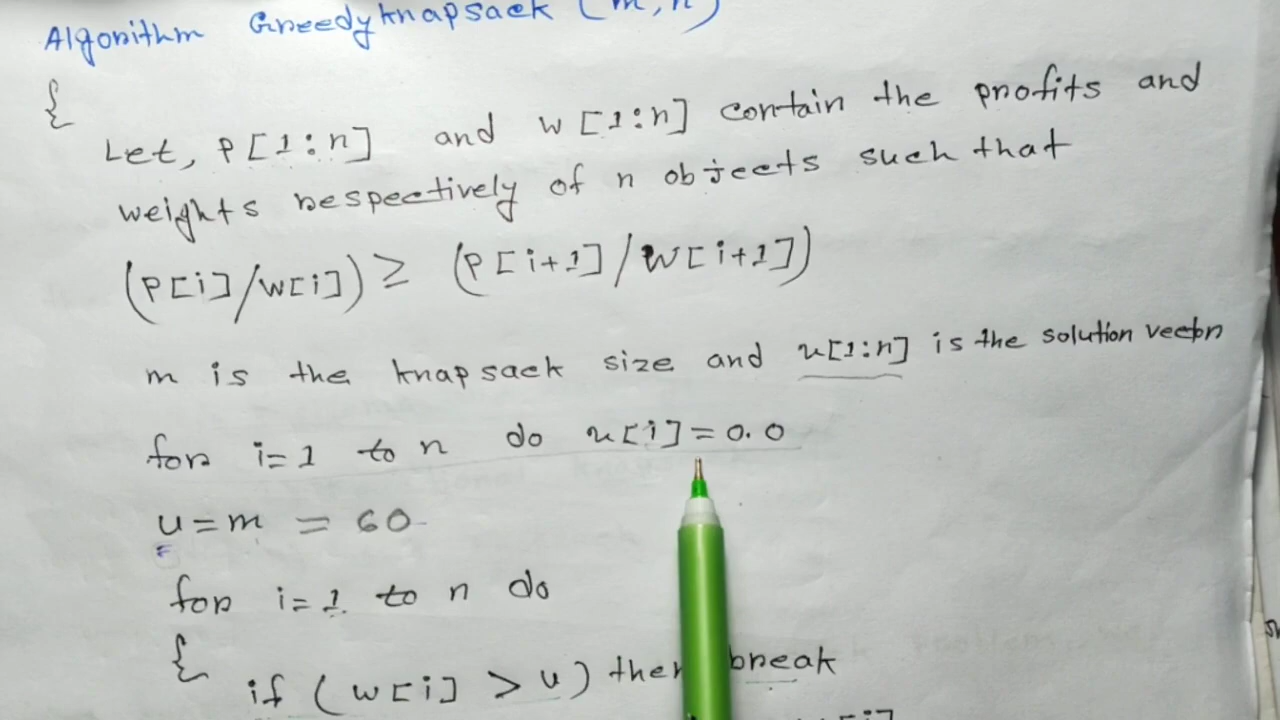 Algorithm GreedyKnapsack (m,n)
{
Let, P[1:n] and w[1:n] contain the profits and
weights respectively of n objects such that
(P[i]/W[i]) ≥ (P[i+1]/W[i+1])
m is the knapsack size and x[1:n] is the solution vector
for i=1 to n do x[i]=0.0
u=m = 60
for i=1 to n do
{
if (w[i] > u) then break